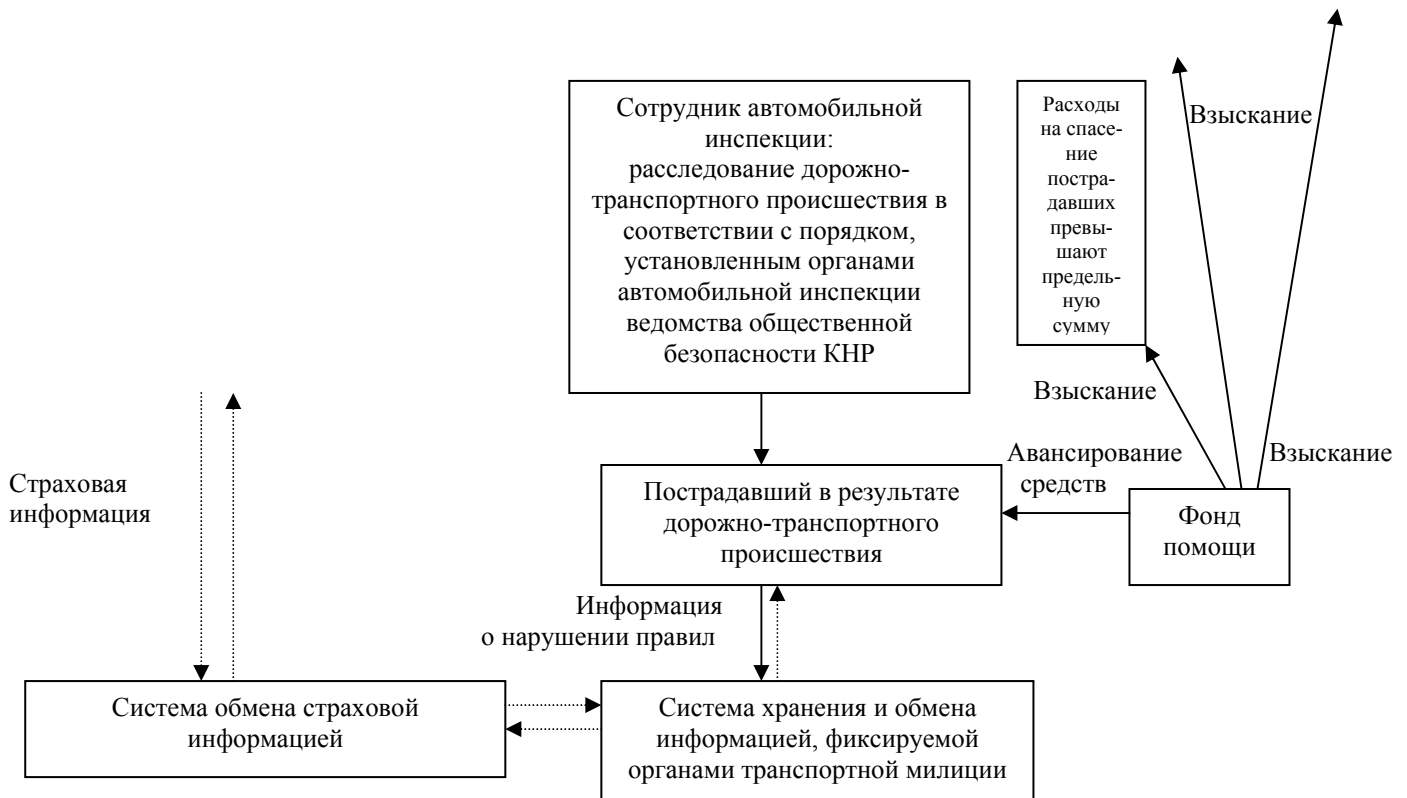 Сотрудник автомобильной
инспекции:
расследование дорожно-
транспортного происшествия в
соответствии с порядком,
установленным органами
автомобильной инспекции
ведомства общественной
безопасности КНР
Расходы
на спасе-
ние
постра-
давших
превы-
шают
предель-
ную
сумму
Взыскание
Взыскание
Взыскание
Авансирование
средств
Страховая
информация
Пострадавший в результате
дорожно-транспортного
происшествия
Фонд
помощи
Информация
о нарушении правил
Система обмена страховой
информацией
Система хранения и обмена
информацией, фиксируемой
органами транспортной милиции